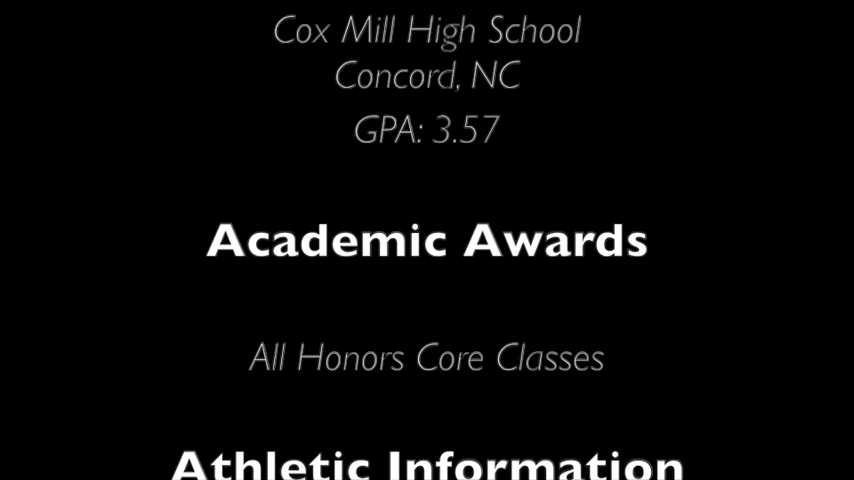 Cox Mill High School
Concord, NC
GPA: 3.57
Academic Awards
All Honors Core Classes
Athletic Information